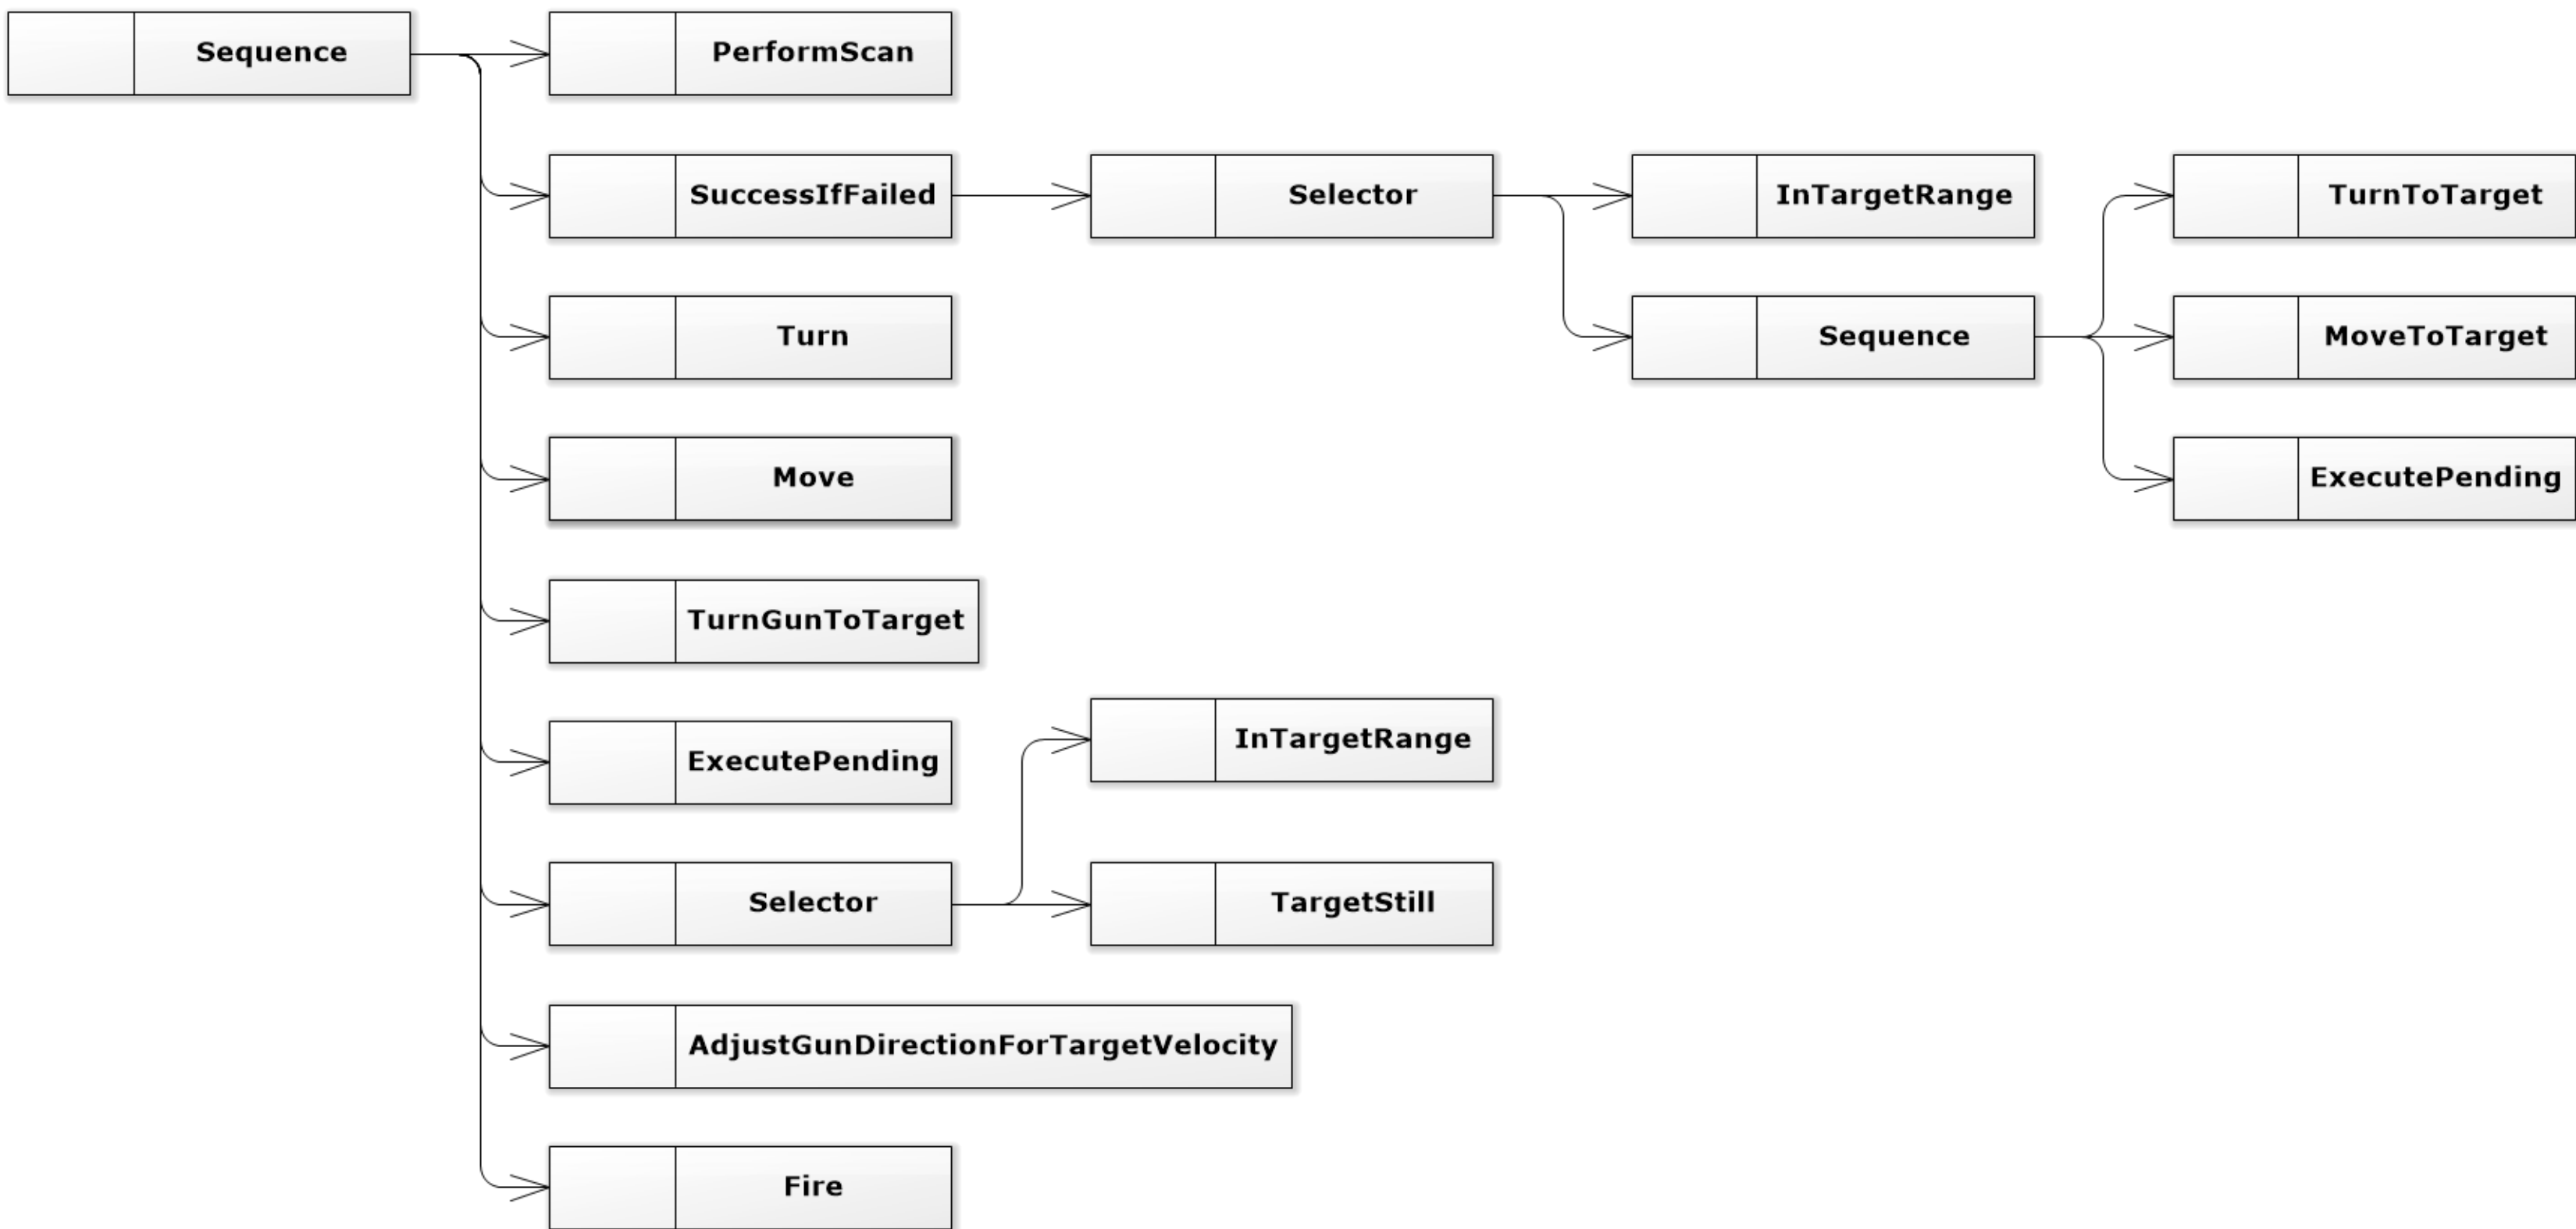 Sequence
PerformScan
SuccessIfFailed
Selector
InTargetRange
TurnToTarget
Turn
Sequence
MoveToTarget
Move
ExecutePending
TurnGunToTarget
ExecutePending
InTargetRange
Selector
TargetStill
AdjustGunDirectionForTargetVelocity
Fire